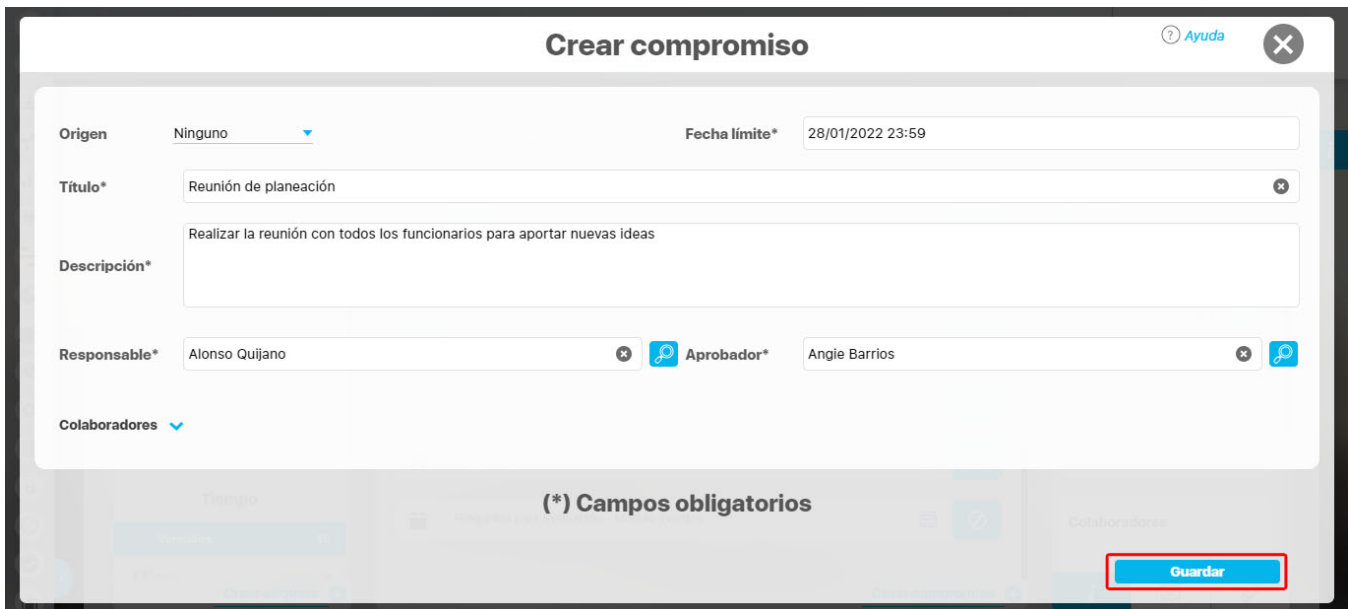 Crear compromiso
? Ayuda
Origen Ninguno Fecha límite* 28/01/2022 23:59
Título* Reunión de planeación
Descripción* Realizar la reunión con todos los funcionarios para aportar nuevas ideas
Responsable* Alonso Quijano Aprobador* Angie Barrios
Colaboradores
Tiempo
(*) Campos obligatorios
Colaboradores
Guardar